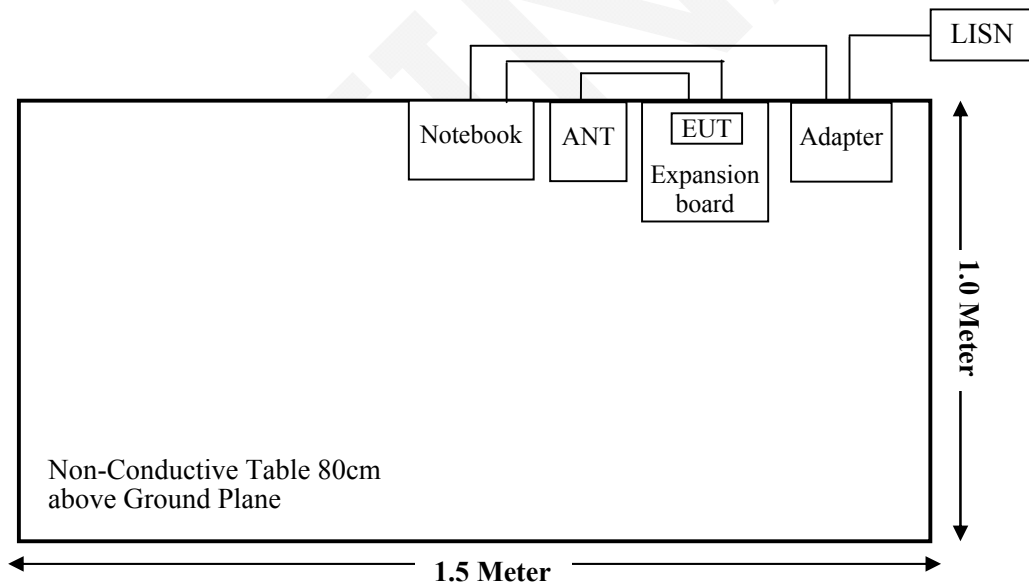 LISN
Notebook
ANT
EUT
Adapter
Expansion
board
1.0 Meter
Non-Conductive Table 80cm
above Ground Plane
1.5 Meter